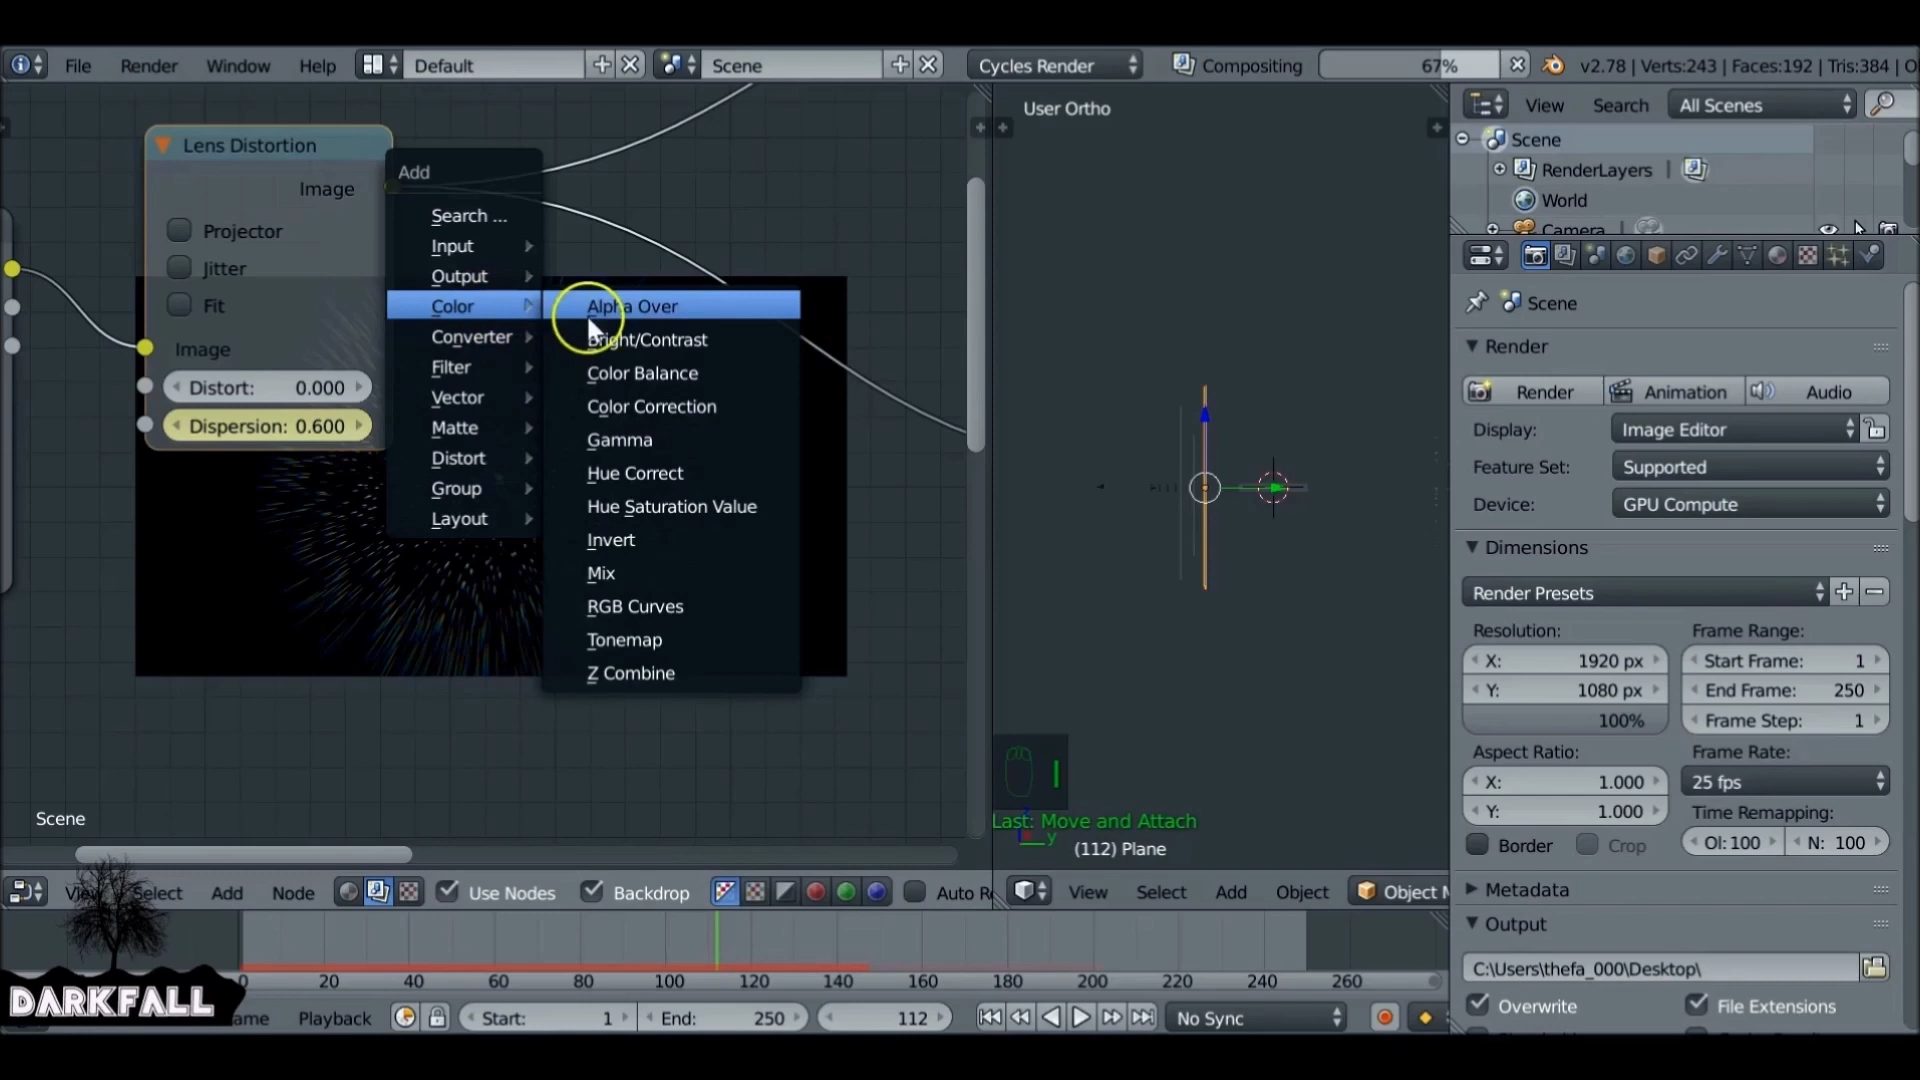 File Render Window Help Default Scene Cycles Render Compositing 67% v2.78 | Verts:243 | Faces:192 | Tris:384 | O
Lens Distortion
Image
Projector
Jitter
Fit
Image
Distort: 0.000
Dispersion: 0.600
Add
Search ...
Input
Output
Color
Converter
Filter
Vector
Matte
Distort
Group
Layout
Alpha Over
Bright/Contrast
Color Balance
Color Correction
Gamma
Hue Correct
Hue Saturation Value
Invert
Mix
RGB Curves
Tonemap
Z Combine
Scene
User Ortho
Last: Move and Attach
y
(112) Plane
View Search All Scenes
Scene
RenderLayers |
World
Camera
Scene
Render
Render Animation Audio
Display: Image Editor
Feature Set: Supported
Device: GPU Compute
Dimensions
Render Presets
Resolution: Frame Range:
X: 1920 px Start Frame: 1
Y: 1080 px End Frame: 250
100% Frame Step: 1
Aspect Ratio: Frame Rate:
X: 1.000 25 fps
Y: 1.000 Time Remapping:
Border Crop Ol: 100 N: 100
Metadata
Output
C:\Users\thefa_000\Desktop\
Overwrite File Extensions
Select Add Node Use Nodes Backdrop Auto R
View Select Add Object Object M
0 20 40 60 80 100 120 140 160 180 200 220 240 260
Playback Start: 1 End: 250 112 No Sync
DARKFALL